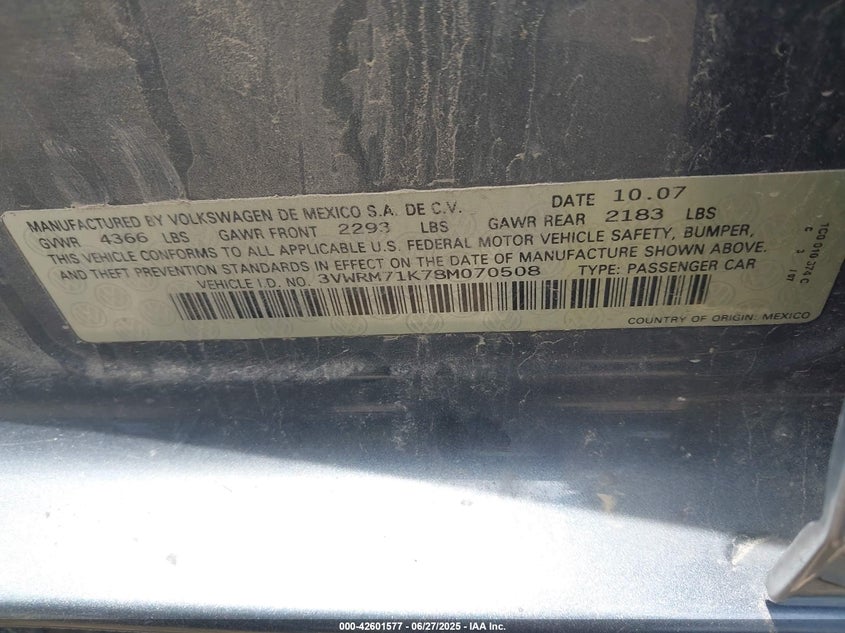 MANUFACTURED BY VOLKSWAGEN DE MEXICO S.A. DE C.V. DATE 10.07
GVWR 4366 LBS GAWR FRONT 2293 LBS GAWR REAR 2183 LBS
THIS VEHICLE CONFORMS TO ALL APPLICABLE U.S. FEDERAL MOTOR VEHICLE SAFETY, BUMPER,
AND THEFT PREVENTION STANDARDS IN EFFECT ON THE DATE OF MANUFACTURE SHOWN ABOVE.
VEHICLE I.D. NO. 3VWRM71K78M070508 TYPE: PASSENGER CAR
COUNTRY OF ORIGIN: MEXICO
000-42601577 | 06/27/2025 - IAA Inc.